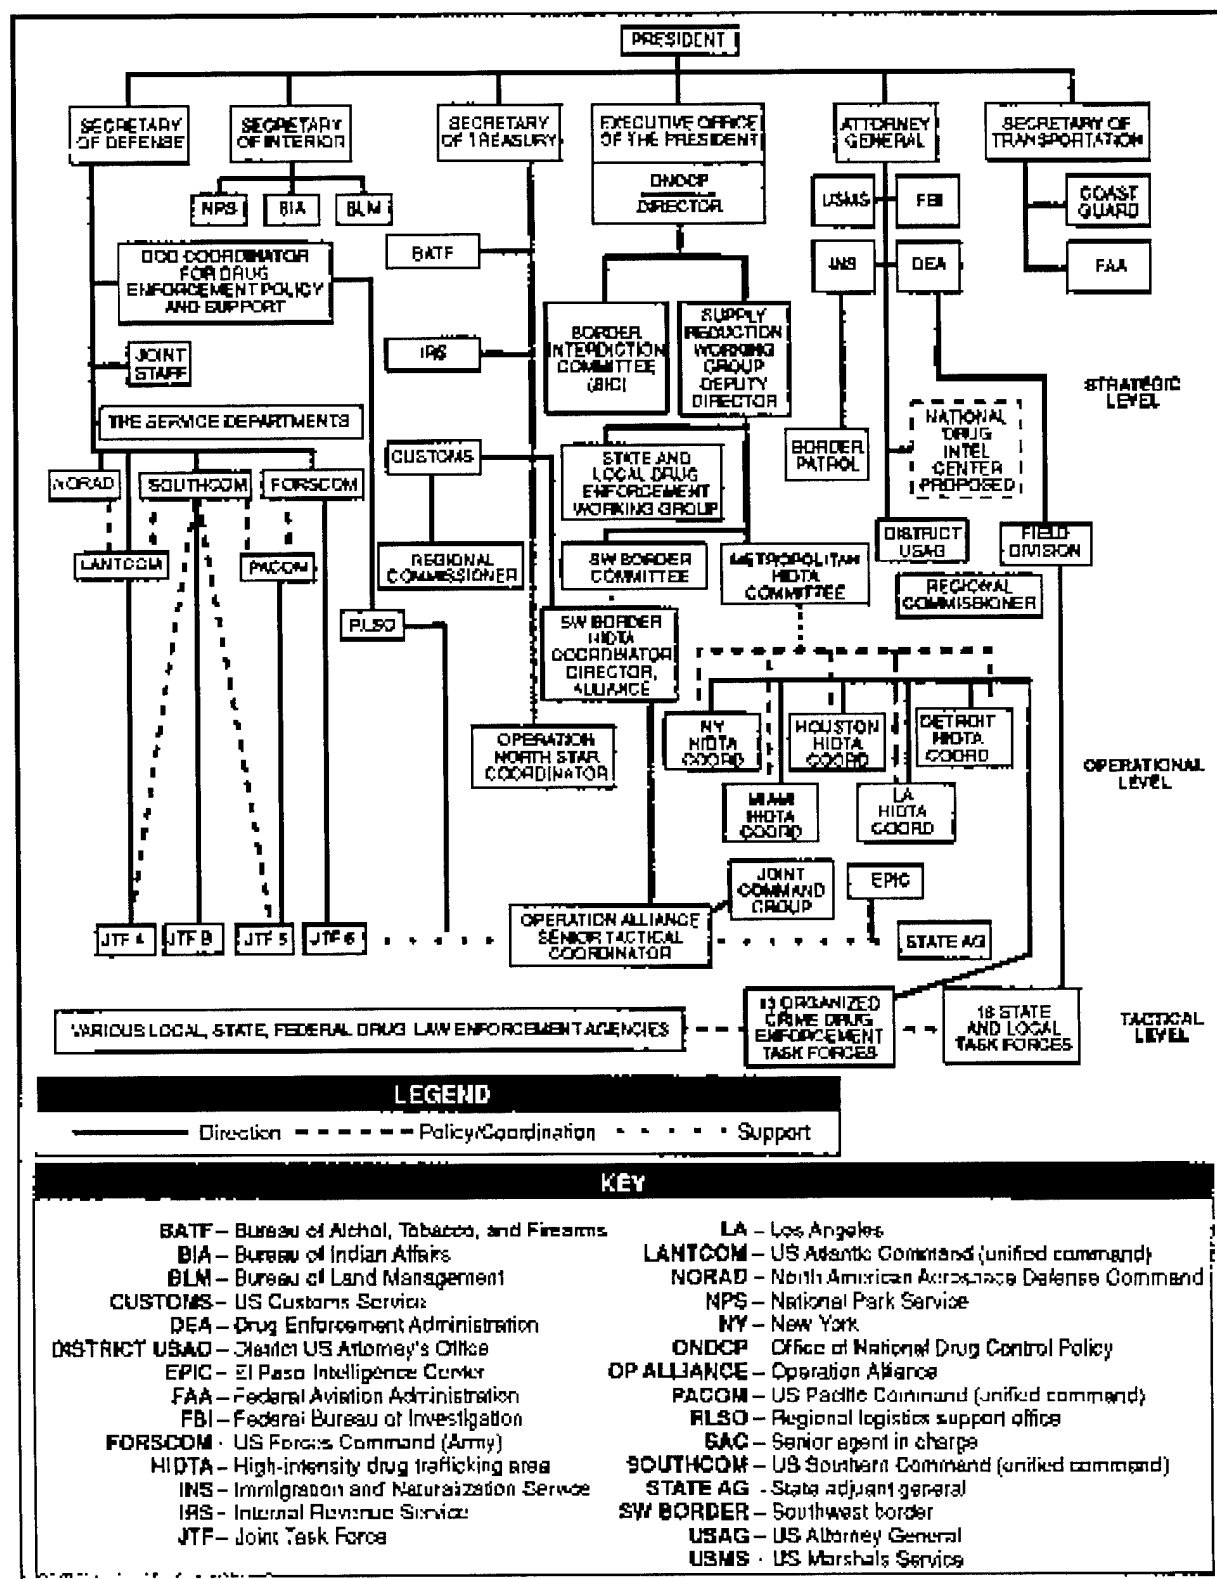 PRESIDENT
SECRETARY
OF DEFENSE
SECRETARY
OF INTERIOR
SECRETARY
OF TREASURY
EXECUTIVE OFFICE
OF THE PRESIDENT
ONDCP
DIRECTOR
ATTORNEY
GENERAL
SECRETARY OF
TRANSPORTATION
NPS
BIA
BLM
USMS
FBI
COAST
GUARD
DOD COORDINATOR
FOR DRUG
ENFORCEMENT POLICY
AND SUPPORT
BATF
INS
DEA
FAA
JOINT
STAFF
IRS
BORDER
INTERDICTION
COMMITTEE
(BIC)
SUPPLY
REDUCTION
WORKING
GROUP
DEPUTY
DIRECTOR
STRATEGIC
LEVEL
THE SERVICE DEPARTMENTS
NORAD
SOUTHCOM
FORSCOM
CUSTOMS
STATE AND
LOCAL DRUG
ENFORCEMENT
WORKING GROUP
BORDER
PATROL
NATIONAL
DRUG
INTEL
CENTER
PROPOSED
LANTCOM
PACOM
REGIONAL
COMMISSIONER
SW BORDER
COMMITTEE
METROPOLITAN
HIDTA
COMMITTEE
DISTRICT
USAG
FIELD
DIVISION
REGIONAL
COMMISSIONER
RLSO
SW BORDER
HIDTA
COORDINATOR
DIRECTOR,
ALLIANCE
OPERATION
NORTH STAR
COORDINATOR
NY
HIDTA
COORD
HOUSTON
HIDTA
COORD
DETROIT
HIDTA
COORD
MIAMI
HIDTA
COORD
LA
HIDTA
COORD
OPERATIONAL
LEVEL
JOINT
COMMAND
GROUP
EPIC
JTF 4
JTF B
JTF 5
JTF 6
OPERATION ALLIANCE
SENIOR TACTICAL
COORDINATOR
STATE AG
VARIOUS LOCAL, STATE, FEDERAL DRUG LAW ENFORCEMENT AGENCIES
13 ORGANIZED
CRIME DRUG
ENFORCEMENT
TASK FORCES
18 STATE
AND LOCAL
TASK FORCES
TACTICAL
LEVEL
LEGEND
Direction
Policy/Coordination
Support
KEY
BATF – Bureau of Alchol, Tobacco, and Firearms
BIA – Bureau of Indian Affairs
BLM – Bureau of Land Management
CUSTOMS – US Customs Service
DEA – Drug Enforcement Administration
DISTRICT USAO – District US Attorney's Office
EPIC – El Paso Intelligence Center
FAA – Federal Aviation Administration
FBI – Federal Bureau of Investigation
FORSCOM - US Forces Command (Army)
HIDTA – High-intensity drug trafficking area
INS – Immigration and Naturalization Service
IRS – Internal Revenue Service
JTF – Joint Task Force
LA – Los Angeles
LANTCOM – US Atlantic Command (unified command)
NORAD – North American Aerospace Defense Command
NPS – National Park Service
NY – New York
ONDCP Office of National Drug Control Policy
OP ALLIANCE – Operation Alliance
PACOM – US Pacific Command (unified command)
RLSO – Regional logistics support office
SAC – Senior agent in charge
SOUTHCOM – US Southern Command (unified command)
STATE AG - State adjuant general
SW BORDER – Southwest border
USAG – US Attorney General
USMS - US Marshals Service